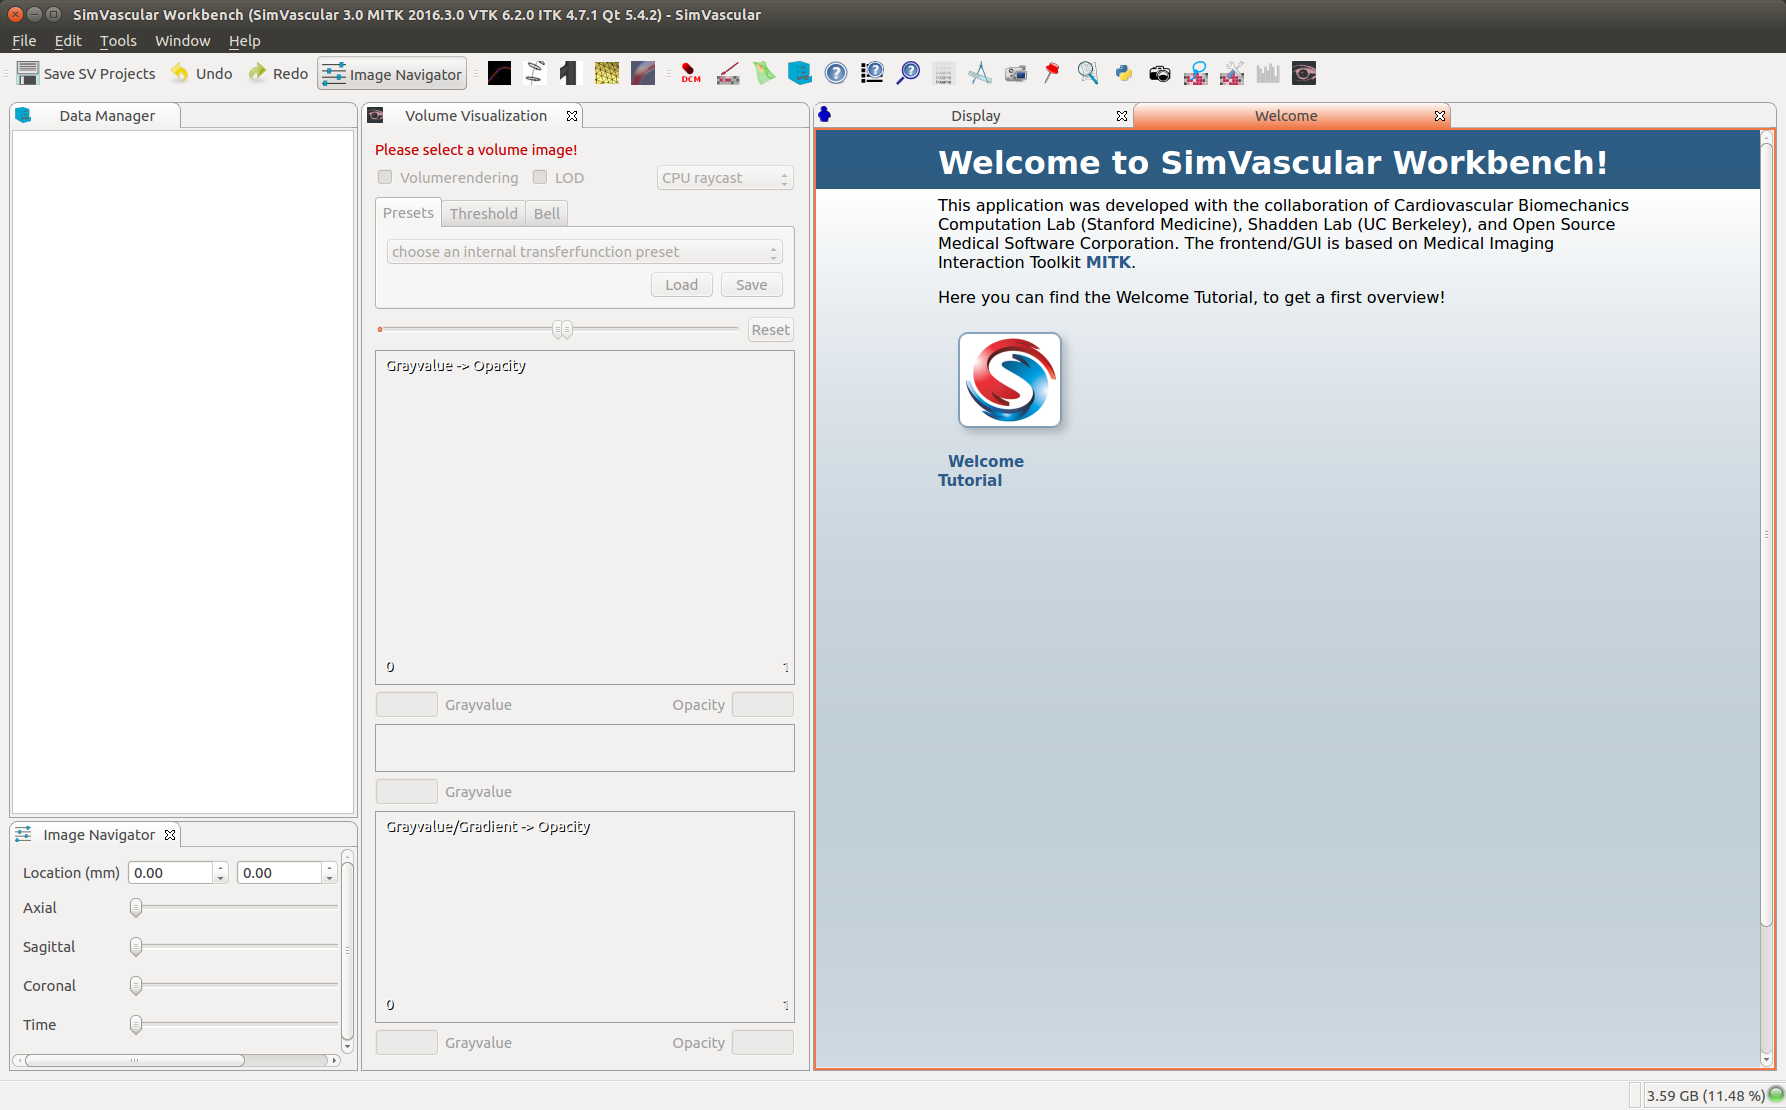 SimVascular Workbench (SimVascular 3.0 MITK 2016.3.0 VTK 6.2.0 ITK 4.7.1 Qt 5.4.2) - SimVascular
File Edit Tools Window Help
Save SV Projects Undo Redo Image Navigator DCM
Data Manager
Volume Visualization
Please select a volume image!
Volumerendering LOD CPU raycast
Presets Threshold Bell
choose an internal transferfunction preset
Load Save
Reset
Grayvalue -> Opacity
0 1
Grayvalue Opacity
Grayvalue
Grayvalue/Gradient -> Opacity
0 1
Grayvalue Opacity
Image Navigator
Location (mm) 0.00 0.00
Axial
Sagittal
Coronal
Time
Display Welcome
Welcome to SimVascular Workbench!
This application was developed with the collaboration of Cardiovascular Biomechanics
Computation Lab (Stanford Medicine), Shadden Lab (UC Berkeley), and Open Source
Medical Software Corporation. The frontend/GUI is based on Medical Imaging
Interaction Toolkit MITK.
Here you can find the Welcome Tutorial, to get a first overview!
Welcome
Tutorial
3.59 GB (11.48 %)